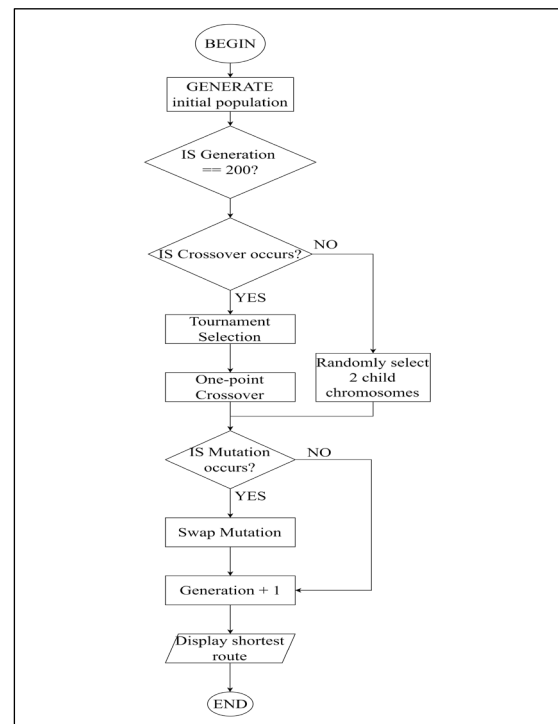 BEGIN
GENERATE
initial population
IS Generation
== 200?
IS Crossover occurs?
NO
YES
Tournament
Selection
One-point
Crossover
Randomly select
2 child
chromosomes
IS Mutation
occurs?
NO
YES
Swap Mutation
Generation + 1
Display shortest
route
END